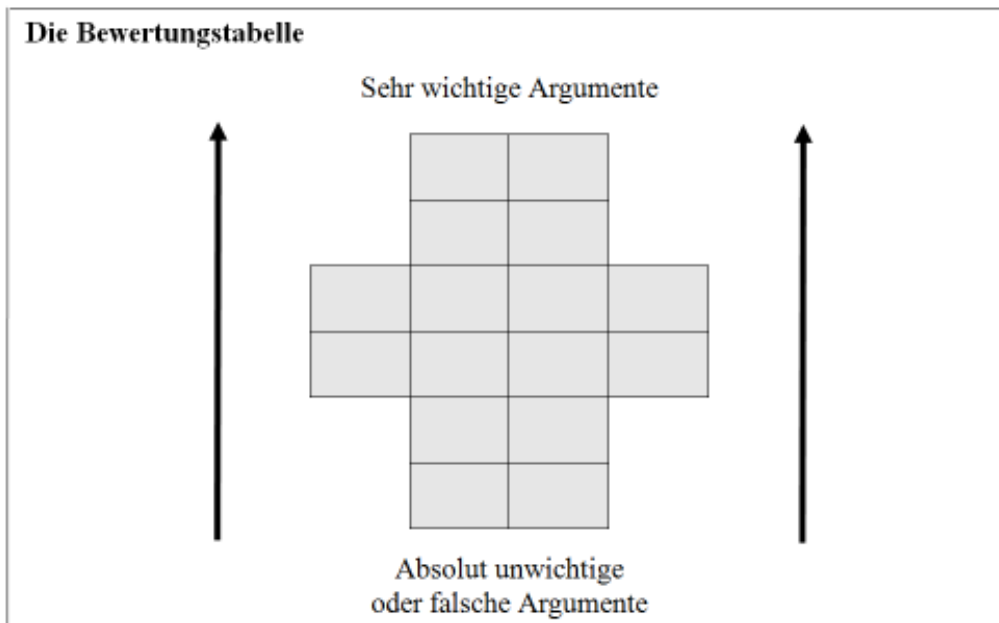 Die Bewertungstabelle
Sehr wichtige Argumente
Absolut unwichtige
oder falsche Argumente